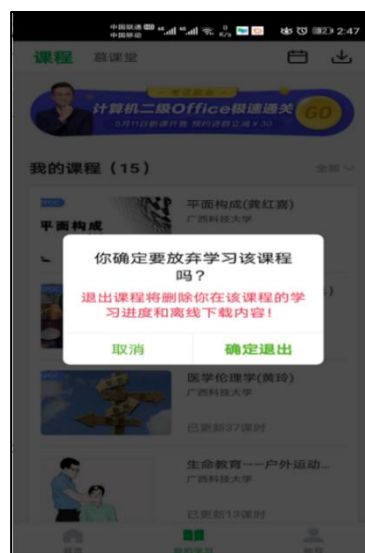 中国联通
中国移动
0
K/s
2:47
课程
慕课堂
计算机二级Office极速通关
GO
我的课程（15）
全部
平面构成(龚红喜)
广西科技大学
平面构成
你确定要放弃学习该课程
吗？
退出课程将删除你在该课程的学
习进度和离线下载内容！
取消
确定退出
医学伦理学(黄玲)
广西科技大学
已更新37课时
生命教育——户外运动...
广西科技大学
已更新13课时